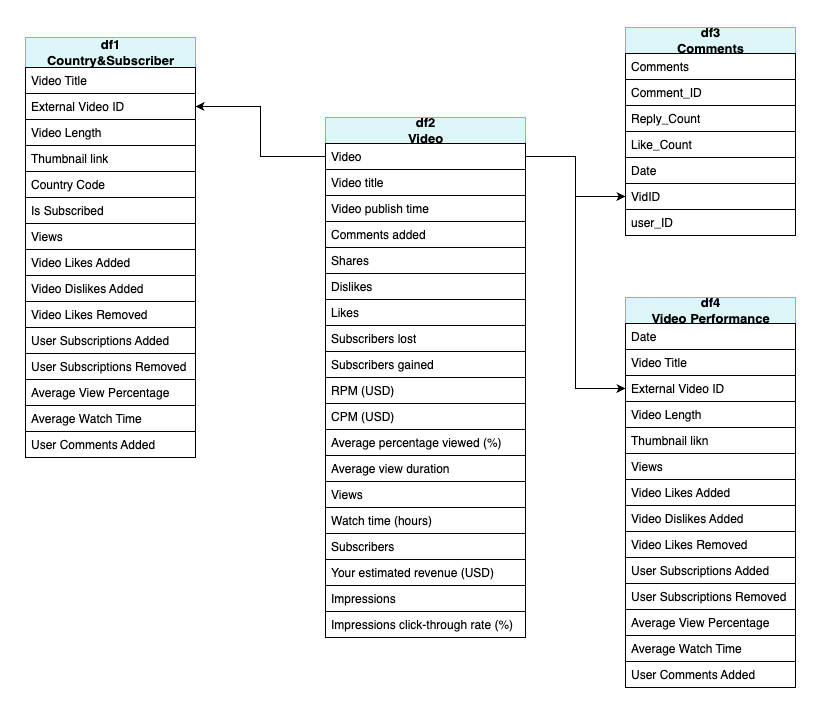 df1
Country&Subscriber
Video Title
External Video ID
Video Length
Thumbnail link
Country Code
Is Subscribed
Views
Video Likes Added
Video Dislikes Added
Video Likes Removed
User Subscriptions Added
User Subscriptions Removed
Average View Percentage
Average Watch Time
User Comments Added
df2
Video
Video
Video title
Video publish time
Comments added
Shares
Dislikes
Likes
Subscribers lost
Subscribers gained
RPM (USD)
CPM (USD)
Average percentage viewed (%)
Average view duration
Views
Watch time (hours)
Subscribers
Your estimated revenue (USD)
Impressions
Impressions click-through rate (%)
df3
Comments
Comments
Comment_ID
Reply_Count
Like_Count
Date
VidID
user_ID
df4
Video Performance
Date
Video Title
External Video ID
Video Length
Thumbnail likn
Views
Video Likes Added
Video Dislikes Added
Video Likes Removed
User Subscriptions Added
User Subscriptions Removed
Average View Percentage
Average Watch Time
User Comments Added